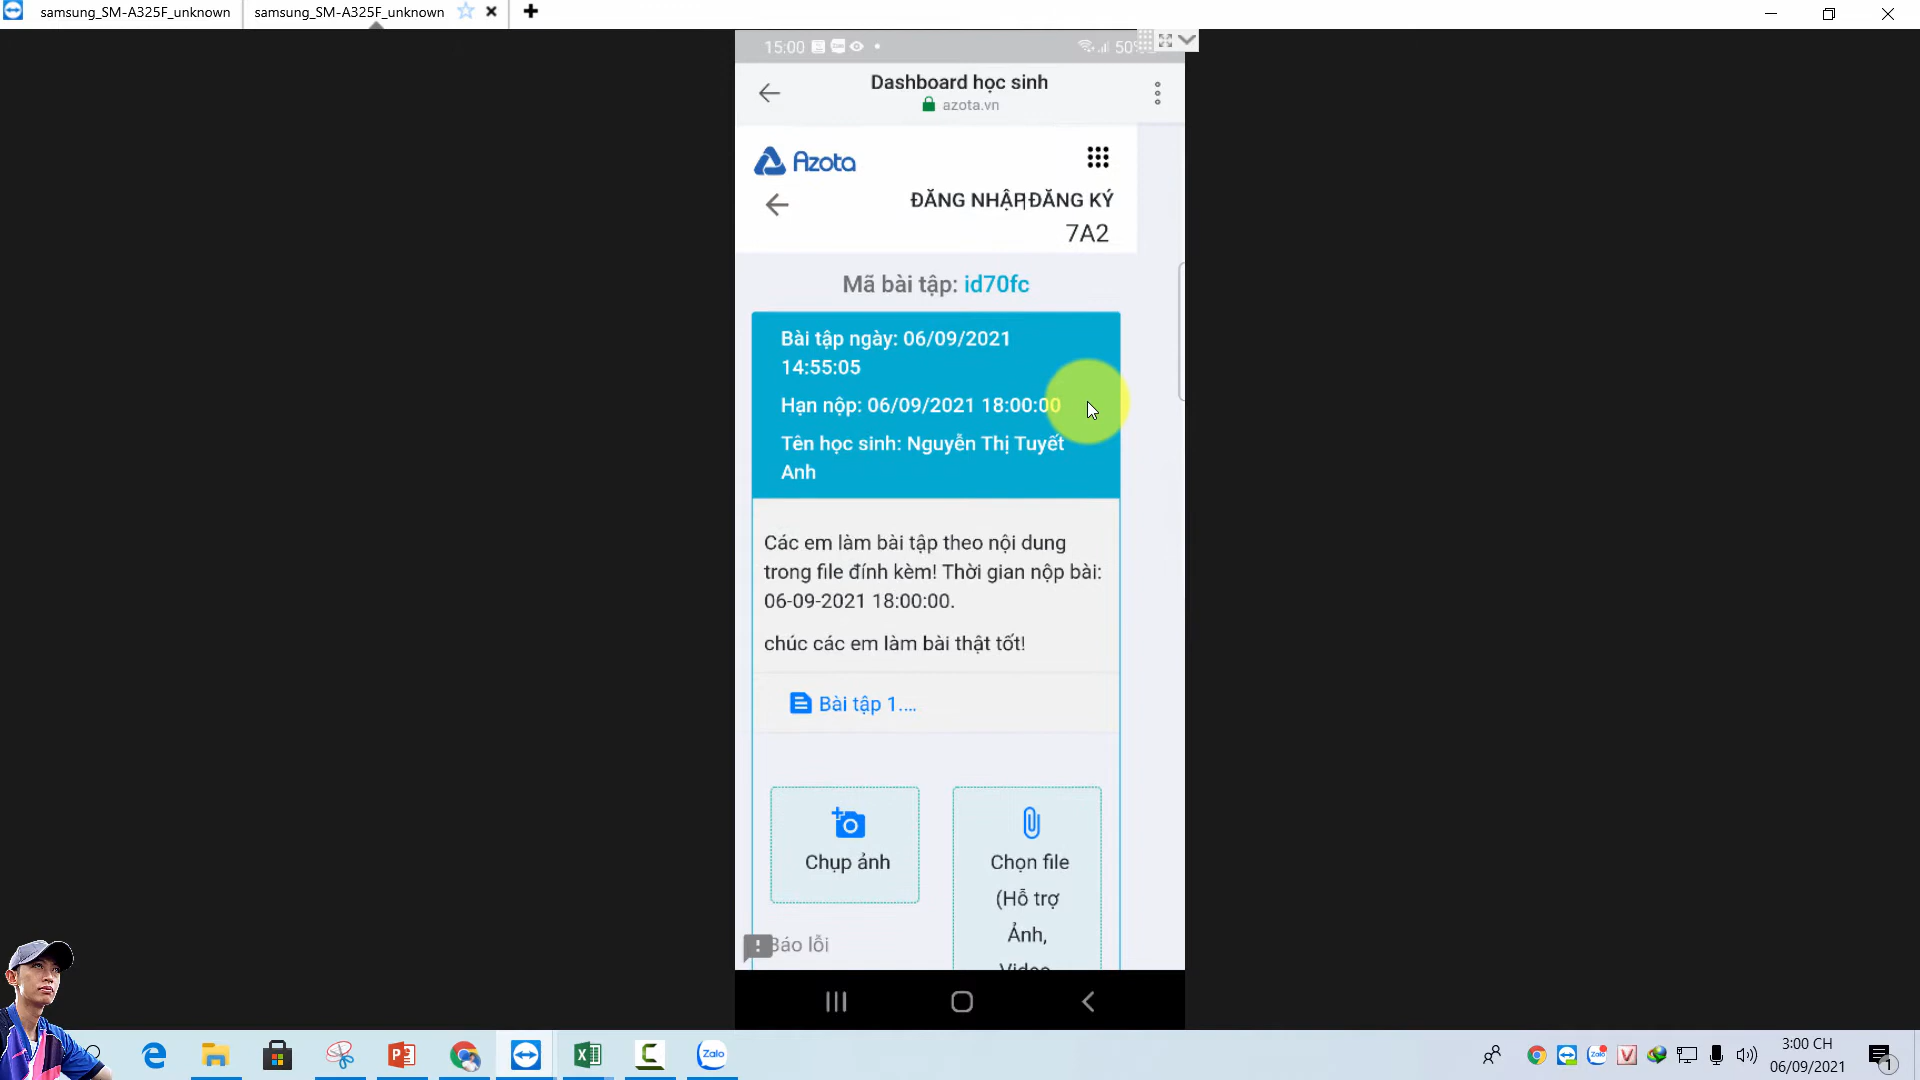 samsung_SM-A325F_unknown
samsung_SM-A325F_unknown
15:00
50%
Dashboard học sinh
azota.vn
Azota
ĐĂNG NHẬP ĐĂNG KÝ
7A2
Mã bài tập: id70fc
Bài tập ngày: 06/09/2021
14:55:05
Hạn nộp: 06/09/2021 18:00:00
Tên học sinh: Nguyễn Thị Tuyết
Anh
Các em làm bài tập theo nội dung
trong file đính kèm! Thời gian nộp bài:
06-09-2021 18:00:00.
chúc các em làm bài thật tốt!
Bài tập 1....
Chụp ảnh
Chọn file
(Hỗ trợ
Ảnh,
Video
Báo lỗi
Zalo
3:00 CH
06/09/2021
1